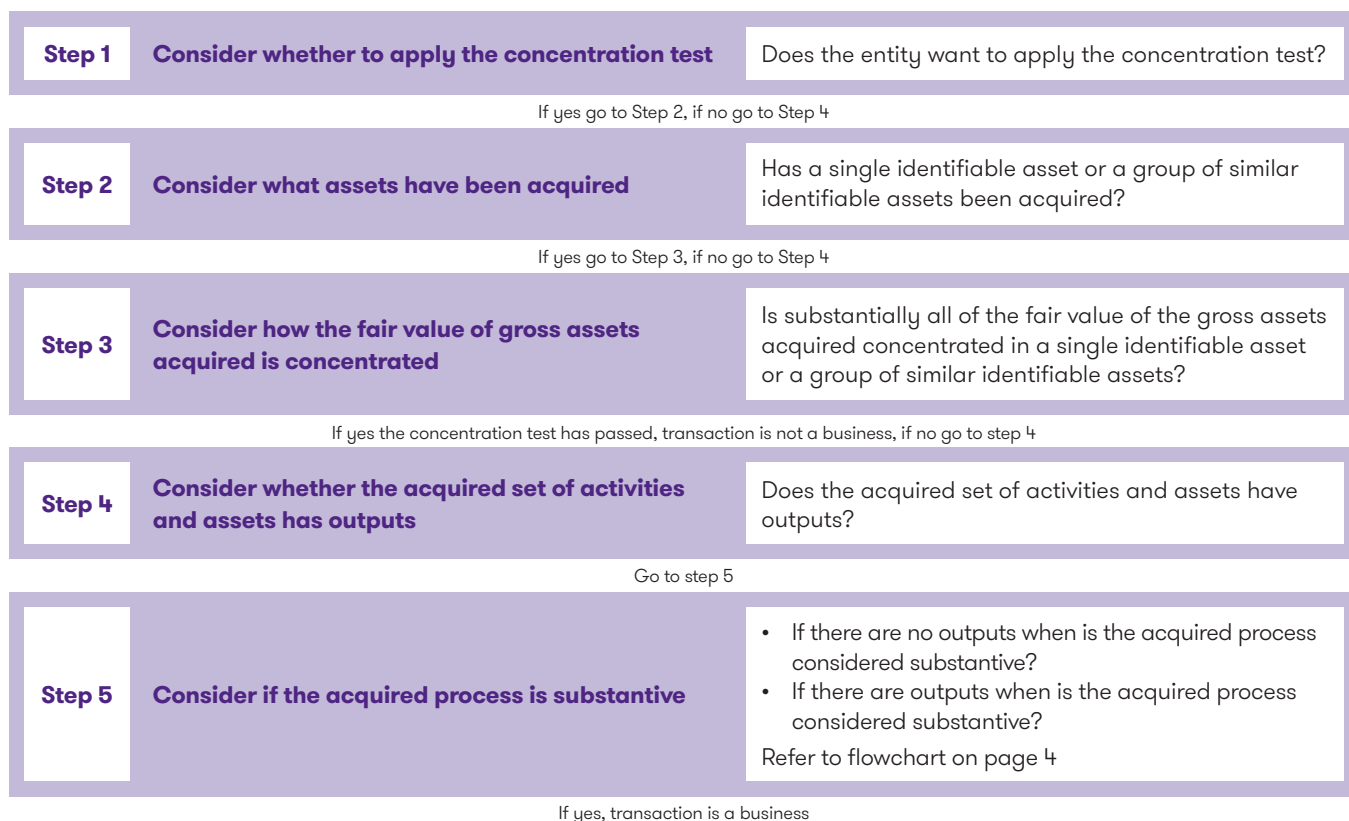 Step 1
Consider whether to apply the concentration test
Does the entity want to apply the concentration test?
If yes go to Step 2, if no go to Step 4
Step 2
Consider what assets have been acquired
Has a single identifiable asset or a group of similar
identifiable assets been acquired?
If yes go to Step 3, if no go to Step 4
Step 3
Consider how the fair value of gross assets
acquired is concentrated
Is substantially all of the fair value of the gross assets
acquired concentrated in a single identifiable asset
or a group of similar identifiable assets?
If yes the concentration test has passed, transaction is not a business, if no go to step 4
Step 4
Consider whether the acquired set of activities
and assets has outputs
Does the acquired set of activities and assets have
outputs?
Go to step 5
Step 5
Consider if the acquired process is substantive
• If there are no outputs when is the acquired process
considered substantive?
• If there are outputs when is the acquired process
considered substantive?
Refer to flowchart on page 4
If yes, transaction is a business